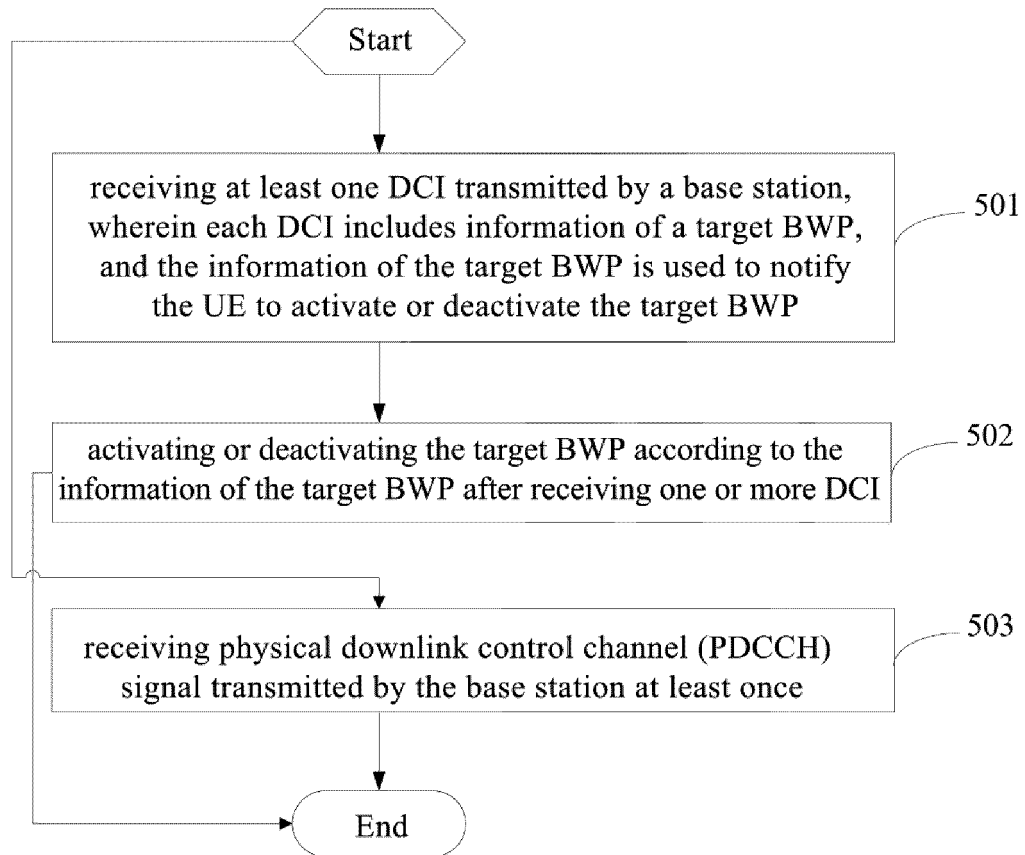 Start
receiving at least one DCI transmitted by a base station,
wherein each DCI includes information of a target BWP,
and the information of the target BWP is used to notify
the UE to activate or deactivate the target BWP
501
activating or deactivating the target BWP according to the
information of the target BWP after receiving one or more DCI
502
receiving physical downlink control channel (PDCCH)
signal transmitted by the base station at least once
503
End